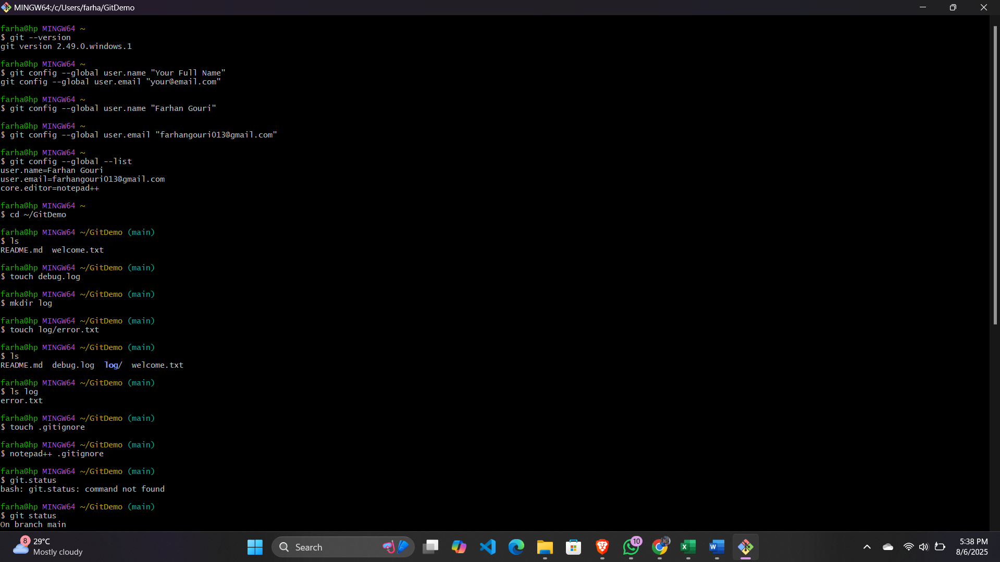 MINGW64:/c/Users/farha/GitDemo
farha@hp MINGW64 ~
$ git --version
git version 2.49.0.windows.1
farha@hp MINGW64 ~
$ git config --global user.name "Your Full Name"
git config --global user.email "your@email.com"
farha@hp MINGW64 ~
$ git config --global user.name "Farhan Gouri"
farha@hp MINGW64 ~
$ git config --global user.email "farhangouri013@gmail.com"
farha@hp MINGW64 ~
$ git config --global --list
user.name=Farhan Gouri
user.email=farhangouri013@gmail.com
core.editor=notepad++
farha@hp MINGW64 ~
$ cd ~/GitDemo
farha@hp MINGW64 ~/GitDemo (main)
$ ls
README.md  welcome.txt
farha@hp MINGW64 ~/GitDemo (main)
$ touch debug.log
farha@hp MINGW64 ~/GitDemo (main)
$ mkdir log
farha@hp MINGW64 ~/GitDemo (main)
$ touch log/error.txt
farha@hp MINGW64 ~/GitDemo (main)
$ ls
README.md  debug.log  log/  welcome.txt
farha@hp MINGW64 ~/GitDemo (main)
$ ls log
error.txt
farha@hp MINGW64 ~/GitDemo (main)
$ touch .gitignore
farha@hp MINGW64 ~/GitDemo (main)
$ notepad++ .gitignore
farha@hp MINGW64 ~/GitDemo (main)
$ git.status
bash: git.status: command not found
farha@hp MINGW64 ~/GitDemo (main)
$ git status
On branch main
8
29°C
Mostly cloudy
Search
10
5:38 PM
8/6/2025